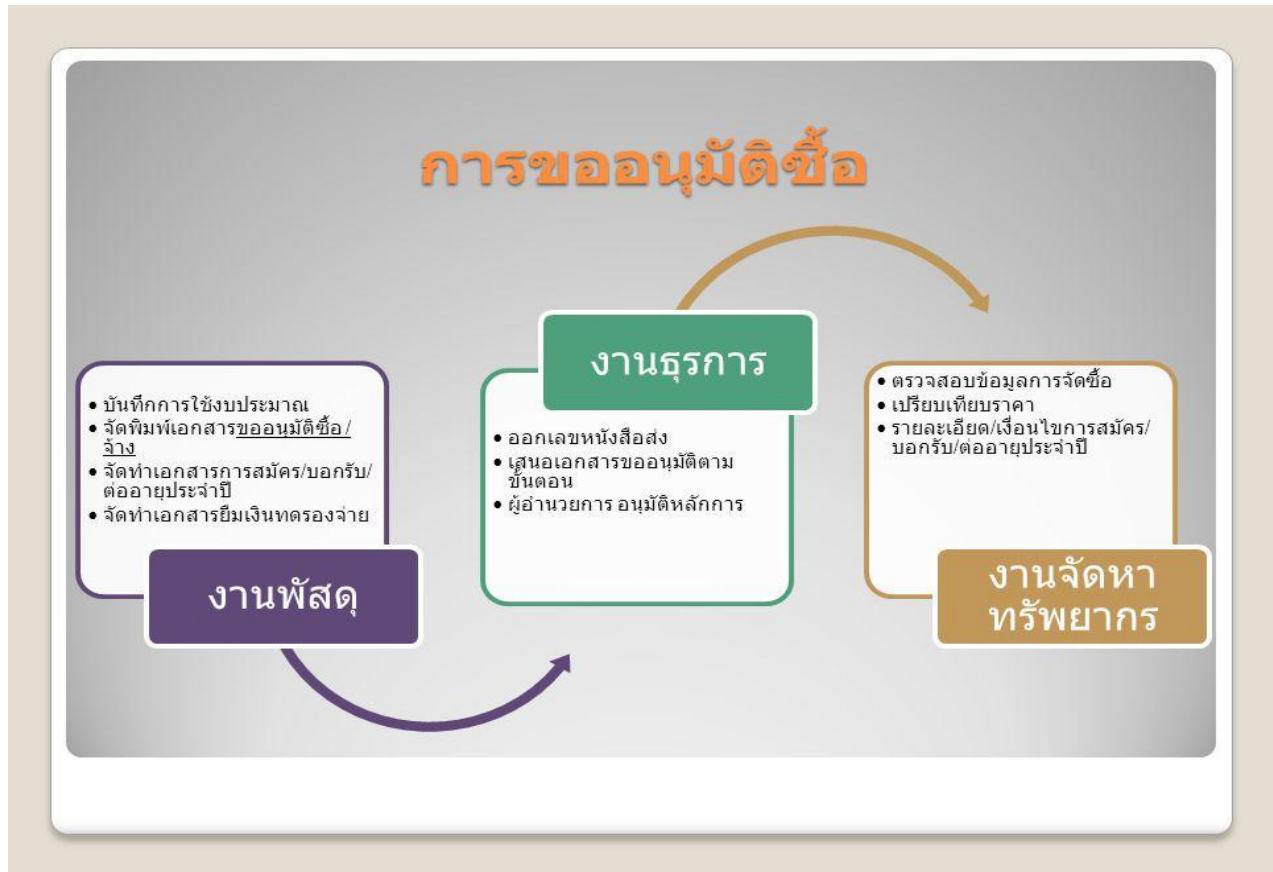 การขออนุมัติซื้อ
• บันทึกการใช้งบประมาณ
• จัดพิมพ์เอกสารขออนุมัติซื้อ/
จ้าง
• จัดทำเอกสารการสมัคร/บอกรับ/
ต่ออายุประจำปี
• จัดทำเอกสารยืมเงินทดรองจ่าย
งานพัสดุ
งานธุรการ
• ออกเลขหนังสือส่ง
• เสนอเอกสารขออนุมัติตาม
ขั้นตอน
• ผู้อำนวยการ อนุมัติหลักการ
• ตรวจสอบข้อมูลการจัดซื้อ
• เปรียบเทียบราคา
• รายละเอียด/เงื่อนไขการสมัคร/
บอกรับ/ต่ออายุประจำปี
งานจัดหา
ทรัพยากร